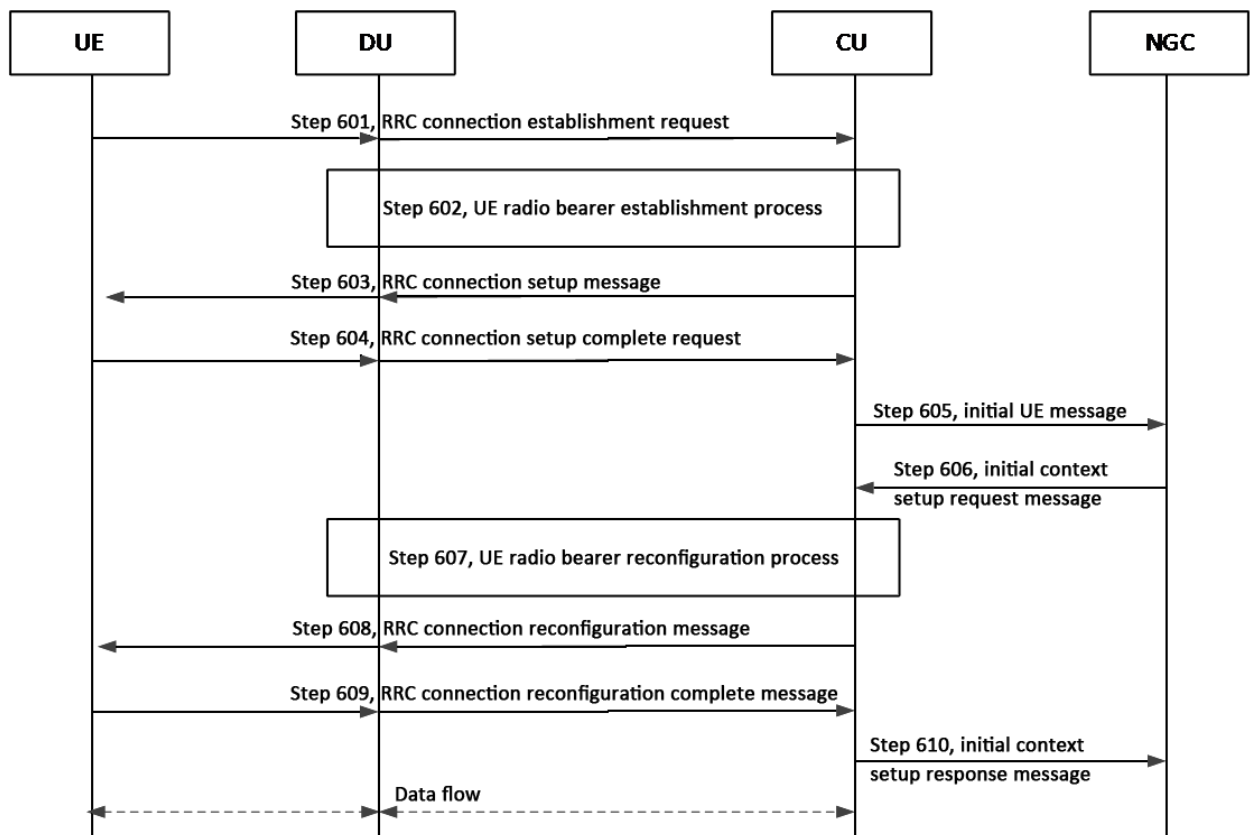 UE
DU
CU
NGC
Step 601, RRC connection establishment request
Step 602, UE radio bearer establishment process
Step 603, RRC connection setup message
Step 604, RRC connection setup complete request
Step 605, initial UE message
Step 606, initial context
setup request message
Step 607, UE radio bearer reconfiguration process
Step 608, RRC connection reconfiguration message
Step 609, RRC connection reconfiguration complete message
Step 610, initial context
setup response message
Data flow